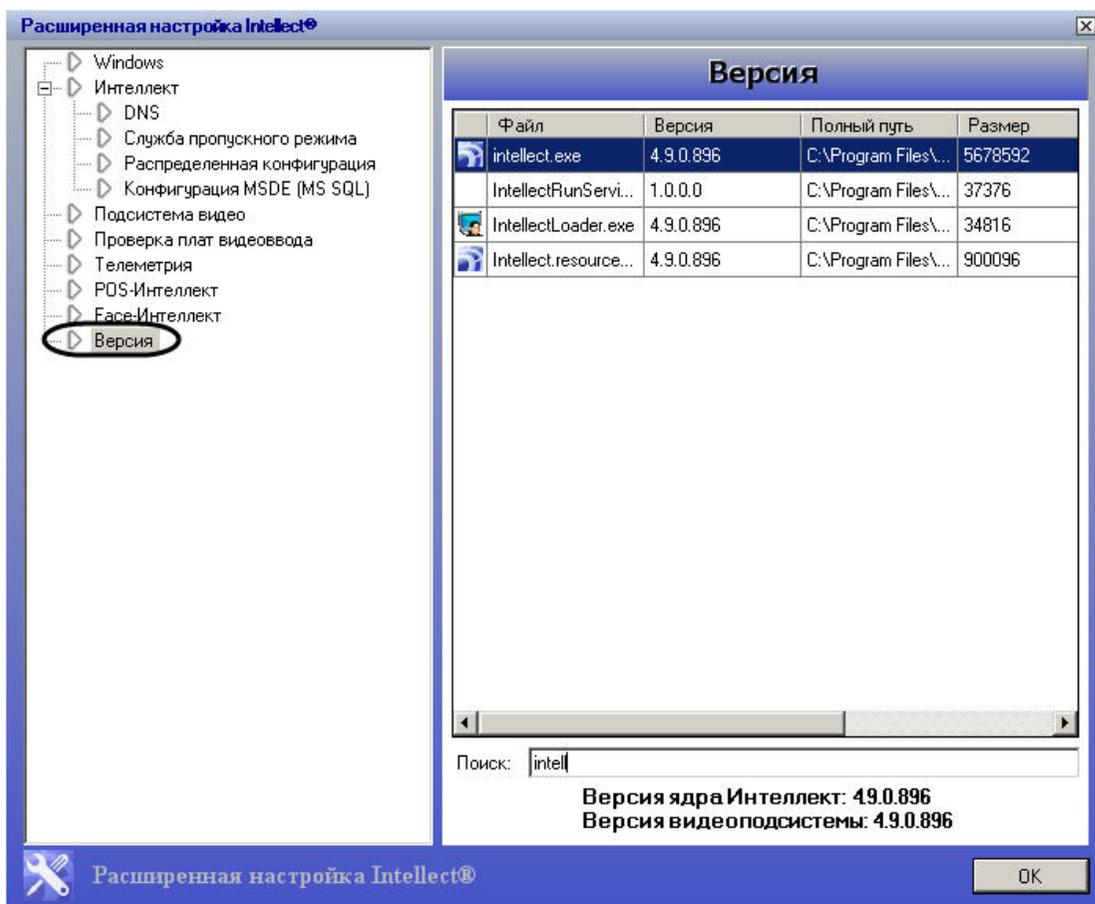 Расширенная настройка Intellect®
Windows
Интеллект
DNS
Служба пропускного режима
Распределенная конфигурация
Конфигурация MSDE (MS SQL)
Подсистема видео
Проверка плат видеоввода
Телеметрия
POS-Интеллект
Face-Интеллект
Версия
Версия
Файл Версия Полный путь Размер
intellect.exe 4.9.0.896 C:\Program Files\... 5678592
IntellectRunServi... 1.0.0.0 C:\Program Files\... 37376
IntellectLoader.exe 4.9.0.896 C:\Program Files\... 34816
Intellect.resource... 4.9.0.896 C:\Program Files\... 900096
Поиск: intell
Версия ядра Интеллект: 4.9.0.896
Версия видеоподсистемы: 4.9.0.896
Расширенная настройка Intellect®
OK